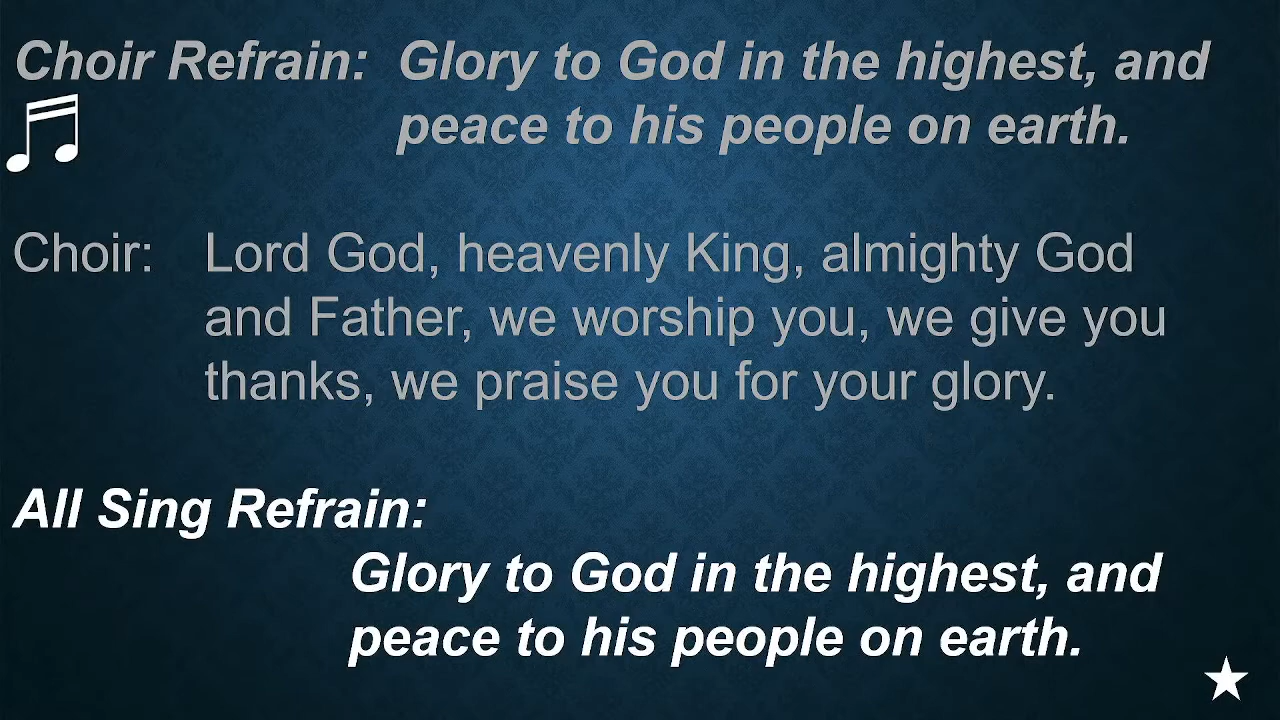 Choir Refrain: Glory to God in the highest, and
peace to his people on earth.
Choir: Lord God, heavenly King, almighty God
and Father, we worship you, we give you
thanks, we praise you for your glory.
All Sing Refrain:
Glory to God in the highest, and
peace to his people on earth.